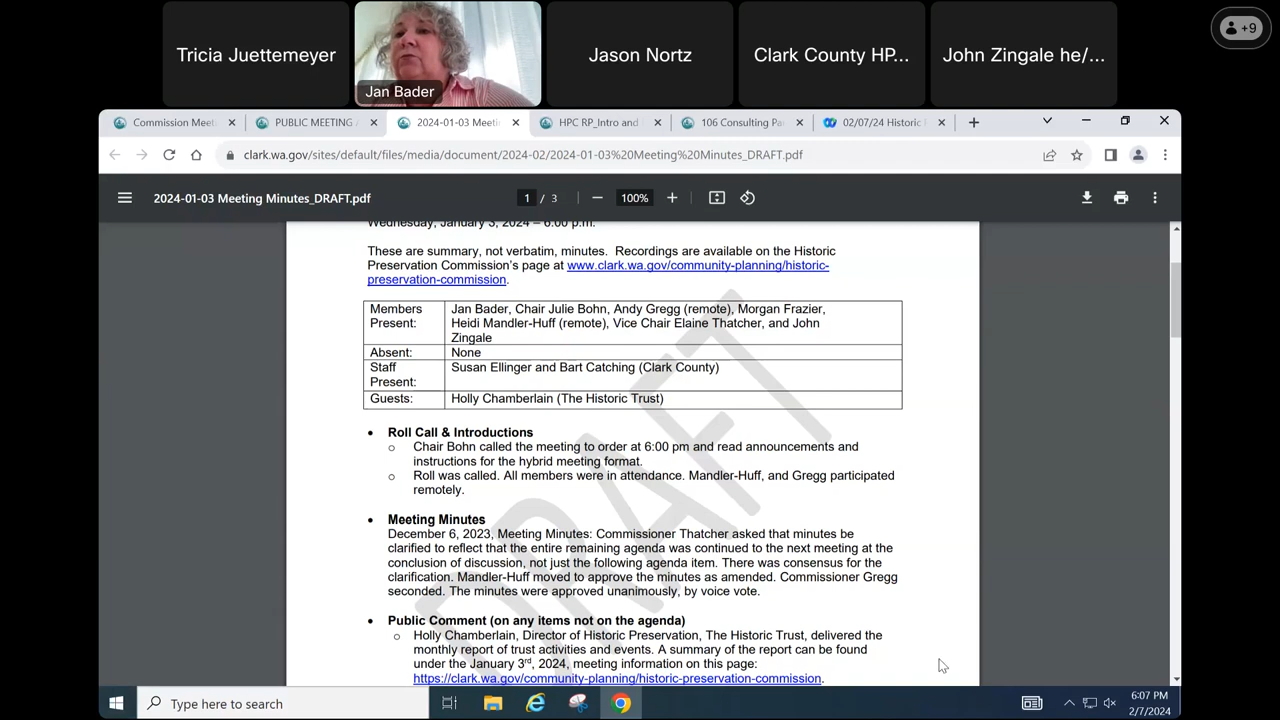 +9
Tricia Juettemeyer
Jan Bader
Jason Nortz
Clark County HP...
John Zingale he/...
Commission Meeti
PUBLIC MEETING A
2024-01-03 Meeti
HPC RP_Intro and
106 Consulting Pa
02/07/24 Historic P
clark.wa.gov/sites/default/files/media/document/2024-02/2024-01-03%20Meeting%20Minutes_DRAFT.pdf
2024-01-03 Meeting Minutes_DRAFT.pdf
1 / 3
100%
Wednesday, January 3, 2024 – 6:00 p.m.
These are summary, not verbatim, minutes. Recordings are available on the Historic
Preservation Commission's page at www.clark.wa.gov/community-planning/historic-
preservation-commission.
Members Present:
Jan Bader, Chair Julie Bohn, Andy Gregg (remote), Morgan Frazier,
Heidi Mandler-Huff (remote), Vice Chair Elaine Thatcher, and John
Zingale
Absent:
None
Staff Present:
Susan Ellinger and Bart Catching (Clark County)
Guests:
Holly Chamberlain (The Historic Trust)
• Roll Call & Introductions
o Chair Bohn called the meeting to order at 6:00 pm and read announcements and
instructions for the hybrid meeting format.
o Roll was called. All members were in attendance. Mandler-Huff, and Gregg participated
remotely.
• Meeting Minutes
December 6, 2023, Meeting Minutes: Commissioner Thatcher asked that minutes be
clarified to reflect that the entire remaining agenda was continued to the next meeting at the
conclusion of discussion, not just the following agenda item. There was consensus for the
clarification. Mandler-Huff moved to approve the minutes as amended. Commissioner Gregg
seconded. The minutes were approved unanimously, by voice vote.
• Public Comment (on any items not on the agenda)
o Holly Chamberlain, Director of Historic Preservation, The Historic Trust, delivered the
monthly report of trust activities and events. A summary of the report can be found
under the January 3rd, 2024, meeting information on this page:
https://clark.wa.gov/community-planning/historic-preservation-commission.
DRAFT
Type here to search
6:07 PM
2/7/2024